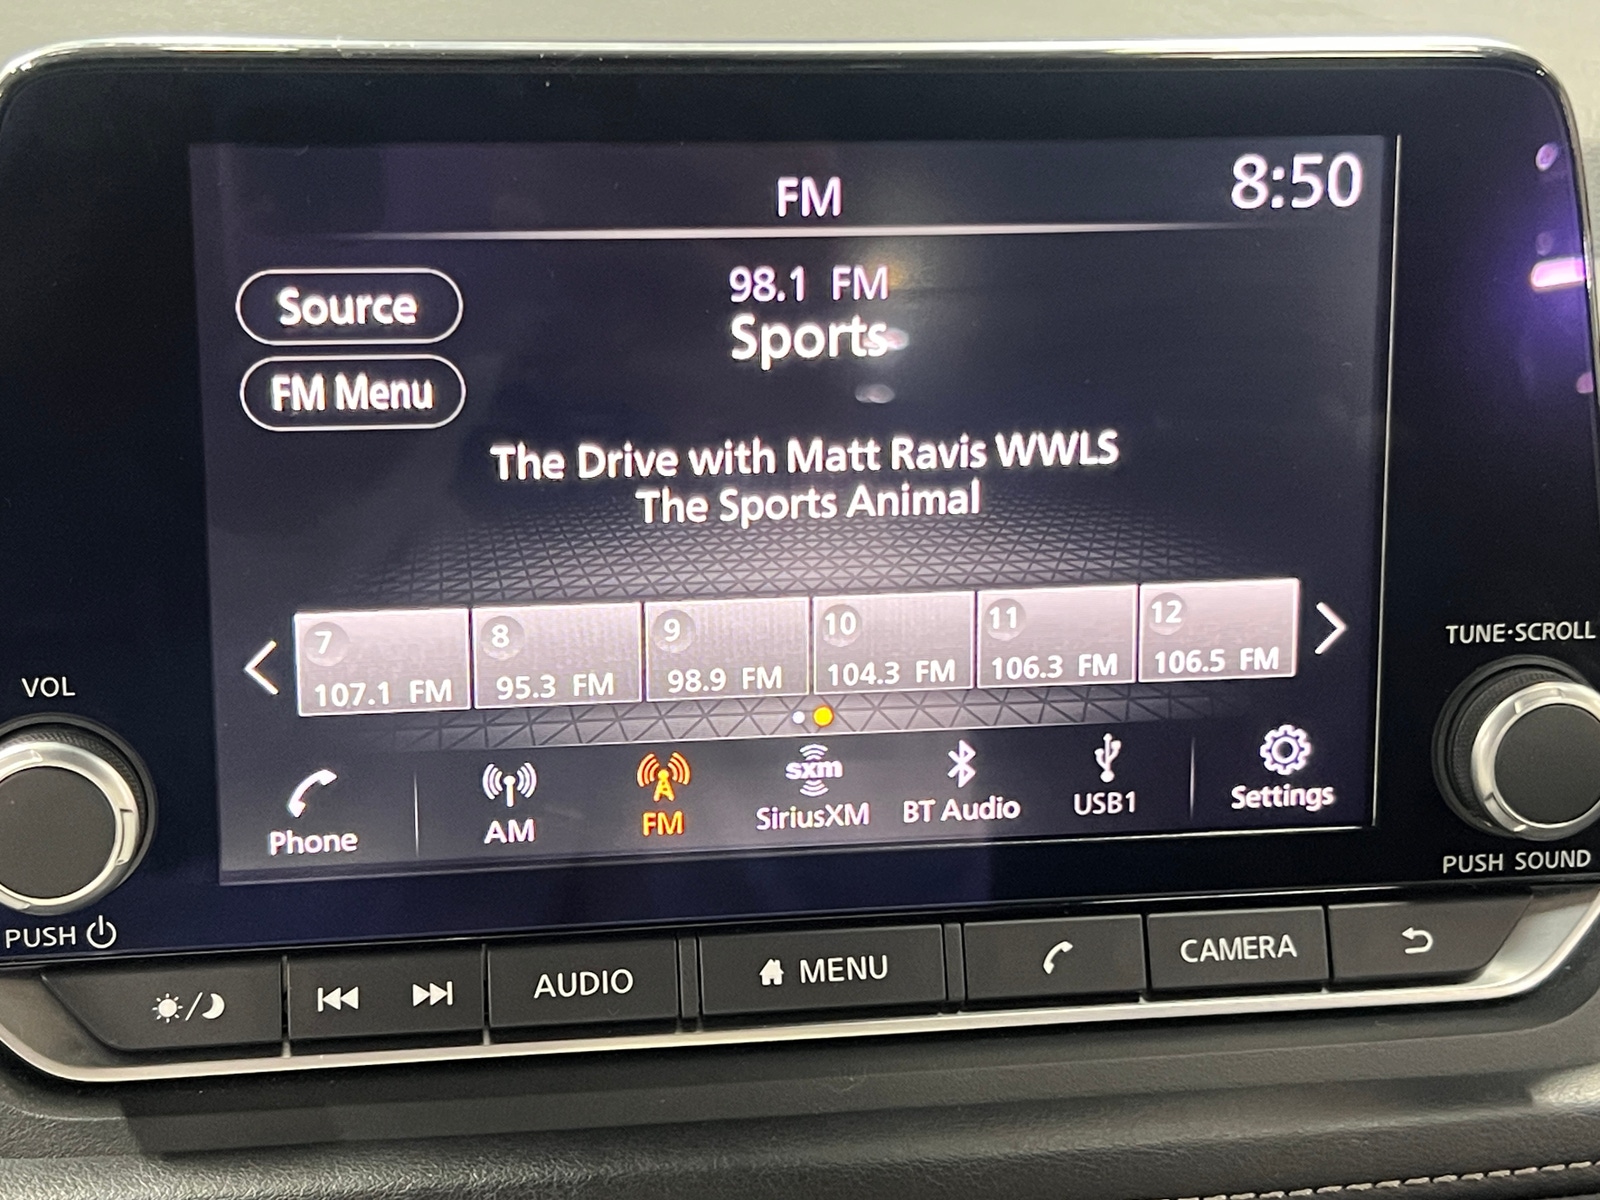 FM
8:50
98.1 FM
Sports
Source
FM Menu
The Drive with Matt Ravis WWLS
The Sports Animal
7
107.1 FM
8
95.3 FM
9
98.9 FM
10
104.3 FM
11
106.3 FM
12
106.5 FM
Phone
AM
FM
sxm
SiriusXM
BT Audio
USB1
Settings
VOL
PUSH
TUNE·SCROLL
PUSH SOUND
AUDIO
MENU
CAMERA